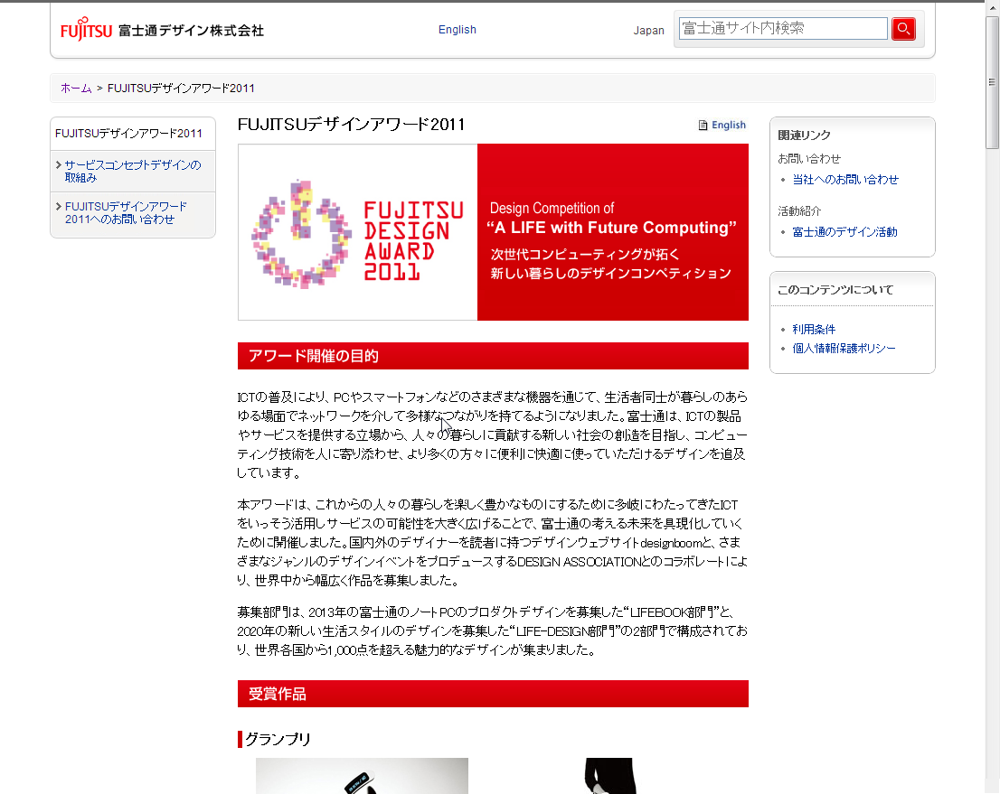 FUJITSU 富士通デザイン株式会社
English
Japan
富士通サイト内検索
ホーム > FUJITSUデザインアワード2011
FUJITSUデザインアワード2011
サービスコンセプトデザインの
取組み
FUJITSUデザインアワード
2011へのお問い合わせ
FUJITSUデザインアワード2011
English
FUJITSU
DESIGN
AWARD
2011
Design Competition of
“A LIFE with Future Computing”
次世代コンピューティングが拓く
新しい暮らしのデザインコンペティション
アワード開催の目的
ICTの普及により、PCやスマートフォンなどのさまざまな機器を通じて、生活者同士が暮らしのあら
ゆる場面でネットワークを介して多様なつながりを持てるようになりました。富士通は、ICTの製品
やサービスを提供する立場から、人々の暮らしに貢献する新しい社会の創造を目指し、コンピュー
ティング技術を人に寄り添わせ、より多くの方々に便利に快適に使っていただけるデザインを追及
しています。
本アワードは、これからの人々の暮らしを楽しく豊かなものにするために多岐にわたってきたICT
をいっそう活用しサービスの可能性を大きく広げることで、富士通の考える未来を具現化していく
ために開催しました。国内外のデザイナーを読者に持つデザインウェブサイトdesignboomと、さま
ざまなジャンルのデザインイベントをプロデュースするDESIGN ASSOCIATIONとのコラボレートによ
り、世界中から幅広く作品を募集しました。
募集部門は、2013年の富士通のノートPCのプロダクトデザインを募集した“LIFEBOOK部門”と、
2020年の新しい生活スタイルのデザインを募集した“LIFE-DESIGN部門”の2部門で構成されてお
り、世界各国から1,000点を超える魅力的なデザインが集まりました。
受賞作品
グランプリ
関連リンク
お問い合わせ
当社へのお問い合わせ
活動紹介
富士通のデザイン活動
このコンテンツについて
利用条件
個人情報保護ポリシー